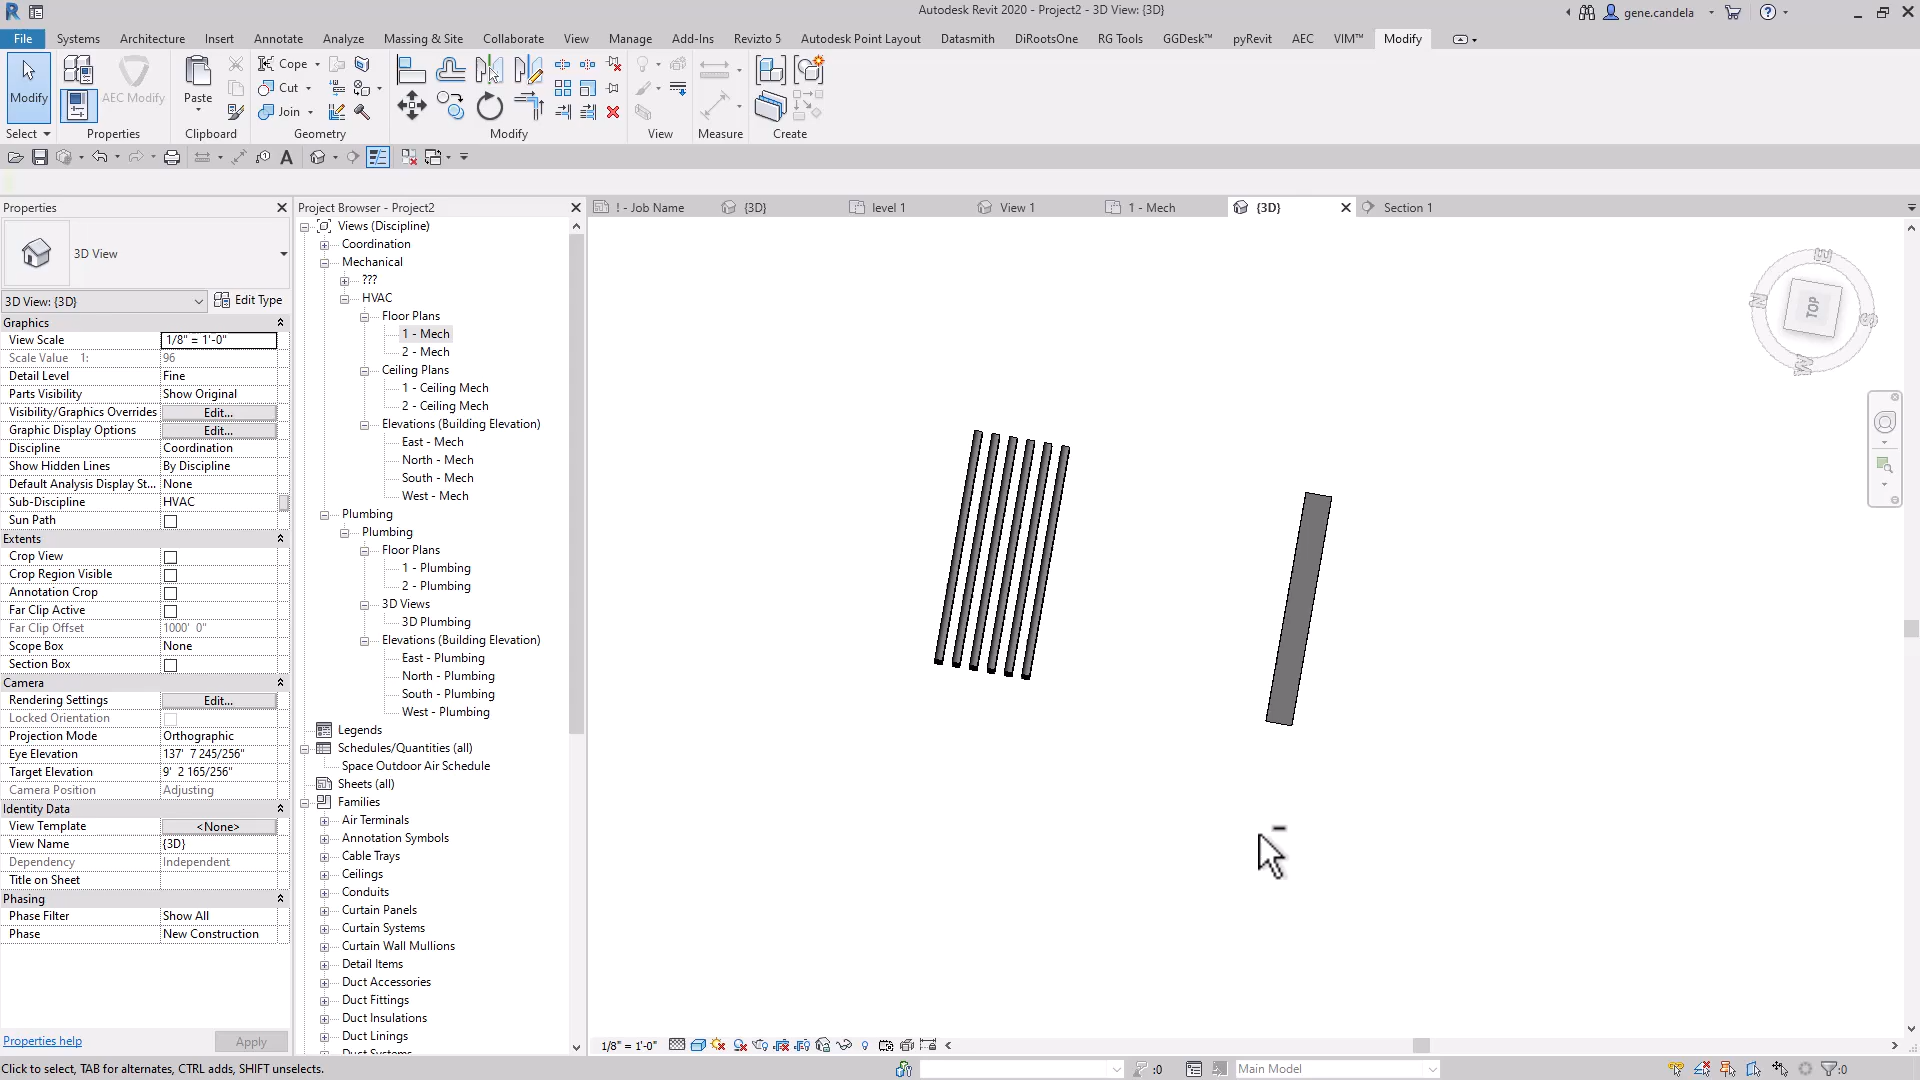 Autodesk Revit 2020 - Project2 - 3D View: {3D}
gene.candela
File Systems Architecture Insert Annotate Analyze Massing & Site Collaborate View Manage Add-Ins Revizto 5 Autodesk Point Layout Datasmith DiRootsOne RG Tools GGDesk™ pyRevit AEC VIM™ Modify
Modify
AEC Modify
Paste
Cope
Cut
Join
Select Properties Clipboard Geometry Modify View Measure Create
Properties
3D View
3D View: {3D} Edit Type
Graphics
View Scale 1/8" = 1'-0"
Scale Value 1: 96
Detail Level Fine
Parts Visibility Show Original
Visibility/Graphics Overrides Edit...
Graphic Display Options Edit...
Discipline Coordination
Show Hidden Lines By Discipline
Default Analysis Display St... None
Sub-Discipline HVAC
Sun Path
Extents
Crop View
Crop Region Visible
Annotation Crop
Far Clip Active
Far Clip Offset 1000' 0"
Scope Box None
Section Box
Camera
Rendering Settings Edit...
Locked Orientation
Projection Mode Orthographic
Eye Elevation 137' 7 245/256"
Target Elevation 9' 2 165/256"
Camera Position Adjusting
Identity Data
View Template <None>
View Name {3D}
Dependency Independent
Title on Sheet
Phasing
Phase Filter Show All
Phase New Construction
Properties help Apply
Project Browser - Project2
Views (Discipline)
Coordination
Mechanical
???
HVAC
Floor Plans
1 - Mech
2 - Mech
Ceiling Plans
1 - Ceiling Mech
2 - Ceiling Mech
Elevations (Building Elevation)
East - Mech
North - Mech
South - Mech
West - Mech
Plumbing
Plumbing
Floor Plans
1 - Plumbing
2 - Plumbing
3D Views
3D Plumbing
Elevations (Building Elevation)
East - Plumbing
North - Plumbing
South - Plumbing
West - Plumbing
Legends
Schedules/Quantities (all)
Space Outdoor Air Schedule
Sheets (all)
Families
Air Terminals
Annotation Symbols
Cable Trays
Ceilings
Conduits
Curtain Panels
Curtain Systems
Curtain Wall Mullions
Detail Items
Duct Accessories
Duct Fittings
Duct Insulations
Duct Linings
Duct Systems
! - Job Name {3D} level 1 View 1 1 - Mech {3D} Section 1
E
N TOP S
W
1/8" = 1'-0"
Click to select, TAB for alternates, CTRL adds, SHIFT unselects.
:0 Main Model :0